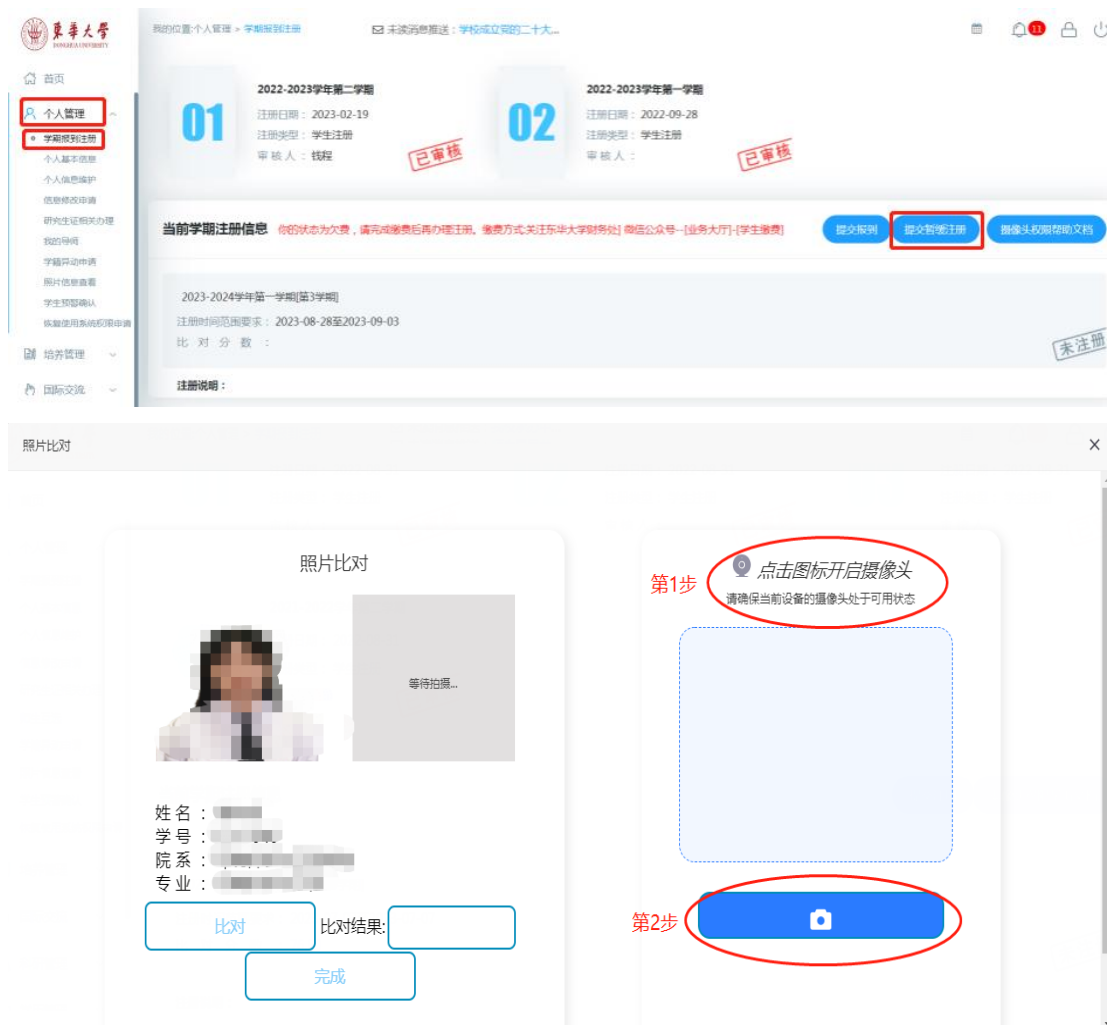 東華大學
DONGHUA UNIVERSITY
我的位置:个人管理 > 学期报到注册
未读消息推送：学校成立党的二十大...
11
首页
个人管理
学期报到注册
个人基本信息
个人信息维护
信息修改申请
研究生证相关办理
我的导师
学籍异动申请
照片信息查看
学生预警确认
恢复使用系统权限申请
培养管理
国际交流
01
2022-2023学年第二学期
注册日期：2023-02-19
注册类型：学生注册
审核人：钱程
已审核
02
2022-2023学年第一学期
注册日期：2022-09-28
注册类型：学生注册
审核人：
已审核
当前学期注册信息 你的状态为欠费，请完成缴费后再办理注册。缴费方式:关注东华大学财务处] 微信公众号--[业务大厅]-[学生缴费]
提交报到
提交暂缓注册
摄像头权限帮助文档
2023-2024学年第一学期[第3学期]
注册时间范围要求：2023-08-28至2023-09-03
比对分数：
未注册
注册说明：
照片比对
照片比对
等待拍摄...
姓名：
学号：
院系：
专业：
比对
比对结果:
完成
第1步
点击图标开启摄像头
请确保当前设备的摄像头处于可用状态
第2步